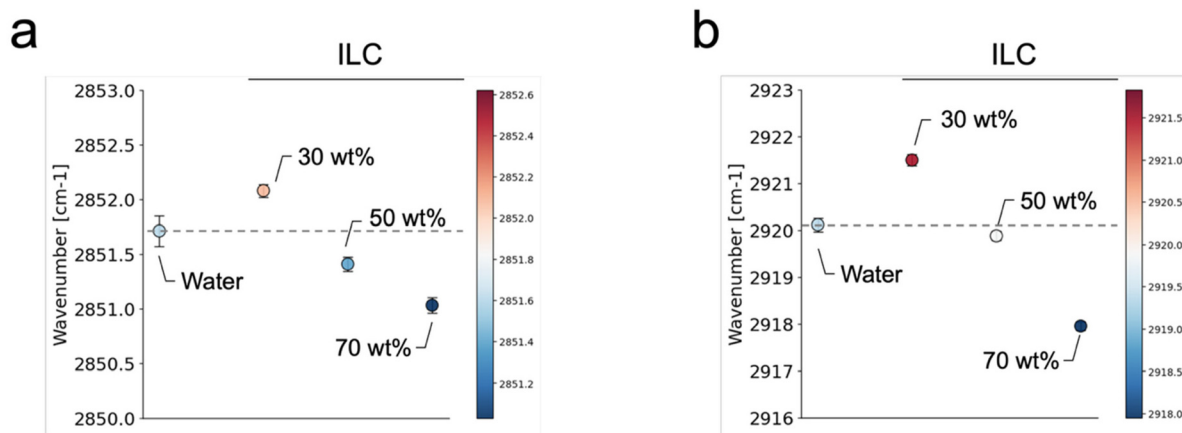 a
ILC
Wavenumber [cm-1]
2853.0
2852.5
2852.0
2851.5
2851.0
2850.5
2850.0
30 wt%
50 wt%
Water
70 wt%
2852.6
2852.4
2852.2
2852.0
2851.8
2851.6
2851.4
2851.2
b
ILC
Wavenumber [cm-1]
2923
2922
2921
2920
2919
2918
2917
2916
30 wt%
50 wt%
Water
70 wt%
2921.5
2921.0
2920.5
2920.0
2919.5
2919.0
2918.5
2918.0